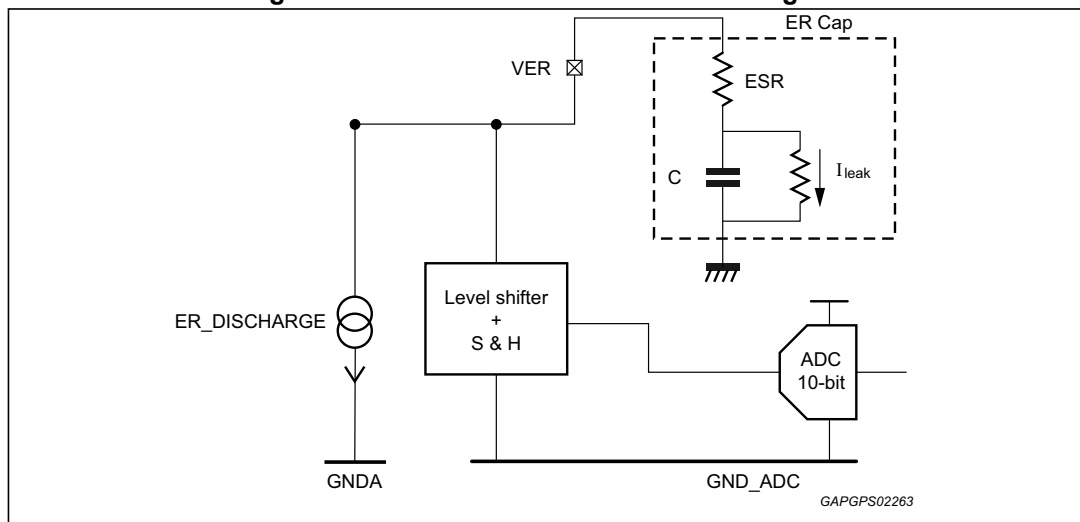 ER Cap
VER
ESR
C
Ileak
ER_DISCHARGE
Level shifter
+
S & H
ADC
10-bit
GNDA
GND_ADC
GAPGPS02263